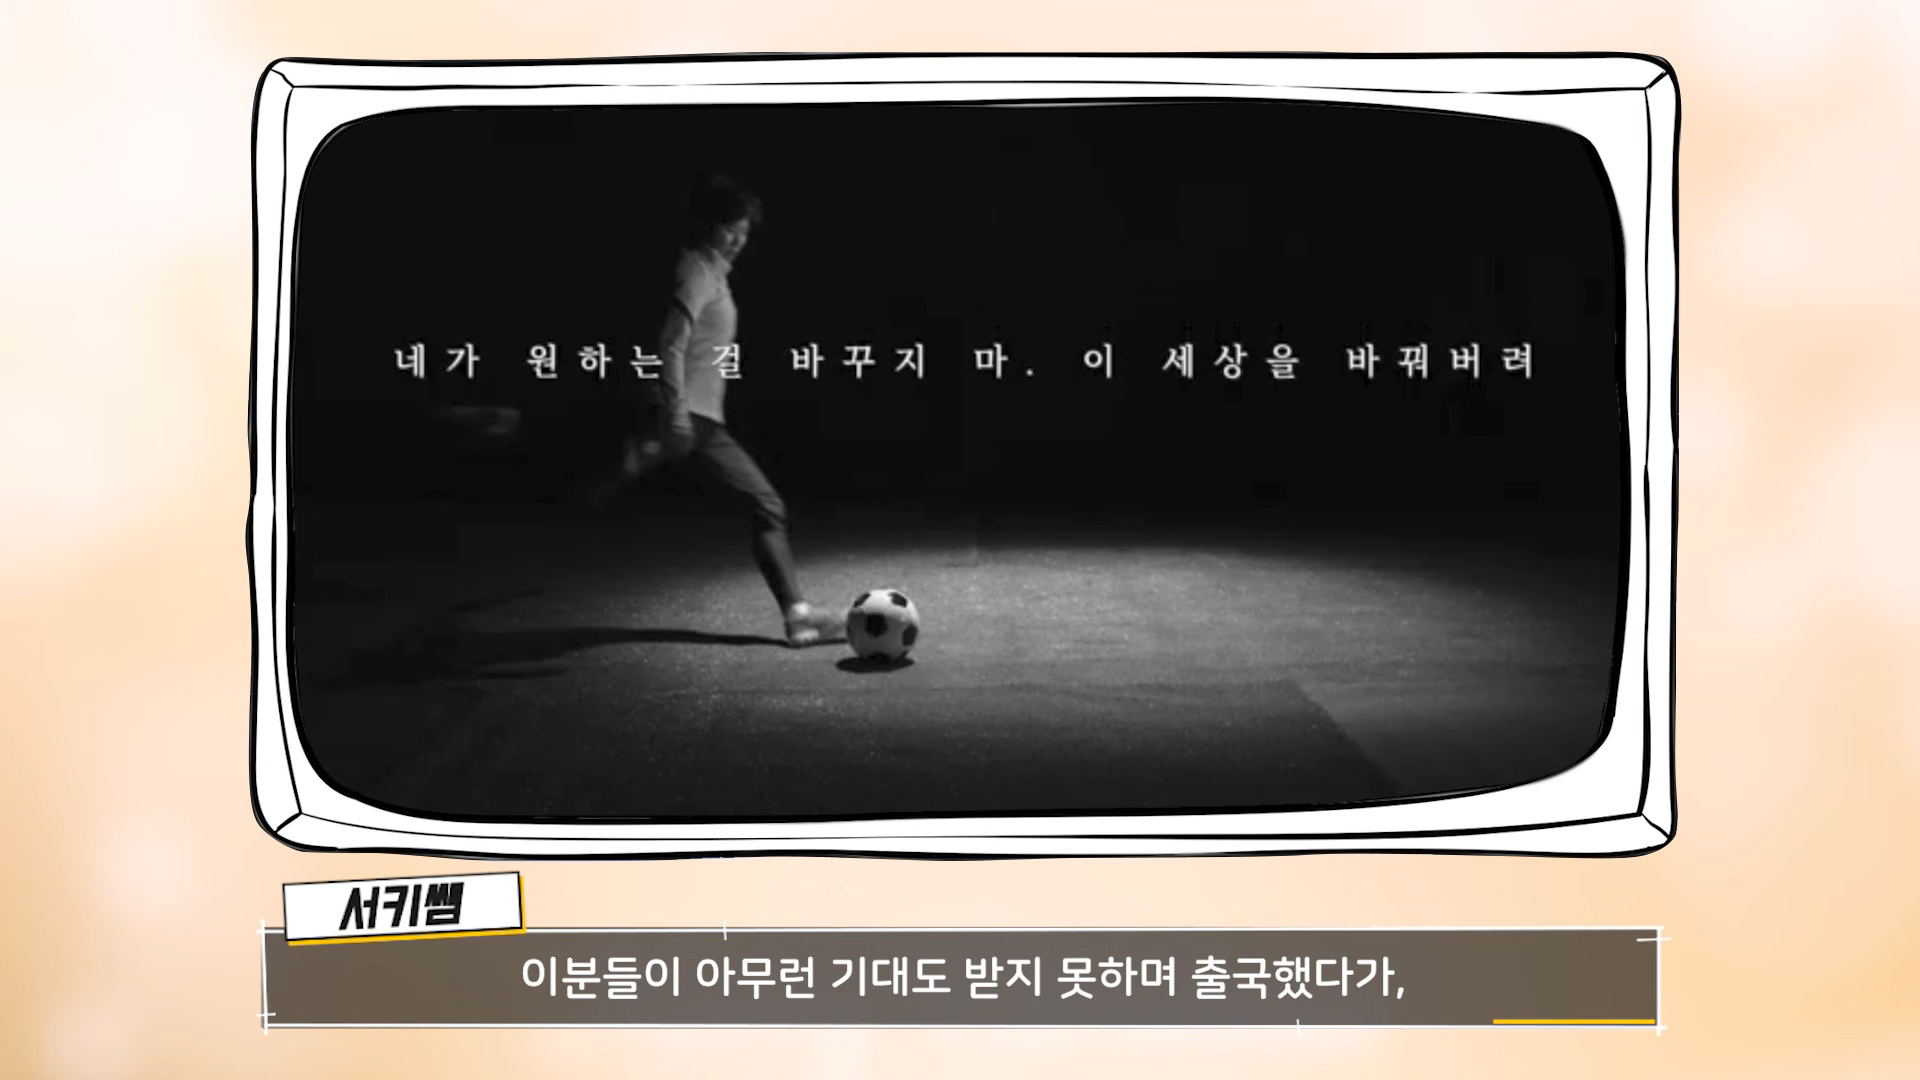 네가 원하는 걸 바꾸지 마. 이 세상을 바꿔버려
서키쌤
이분들이 아무런 기대도 받지 못하며 출국했다가,